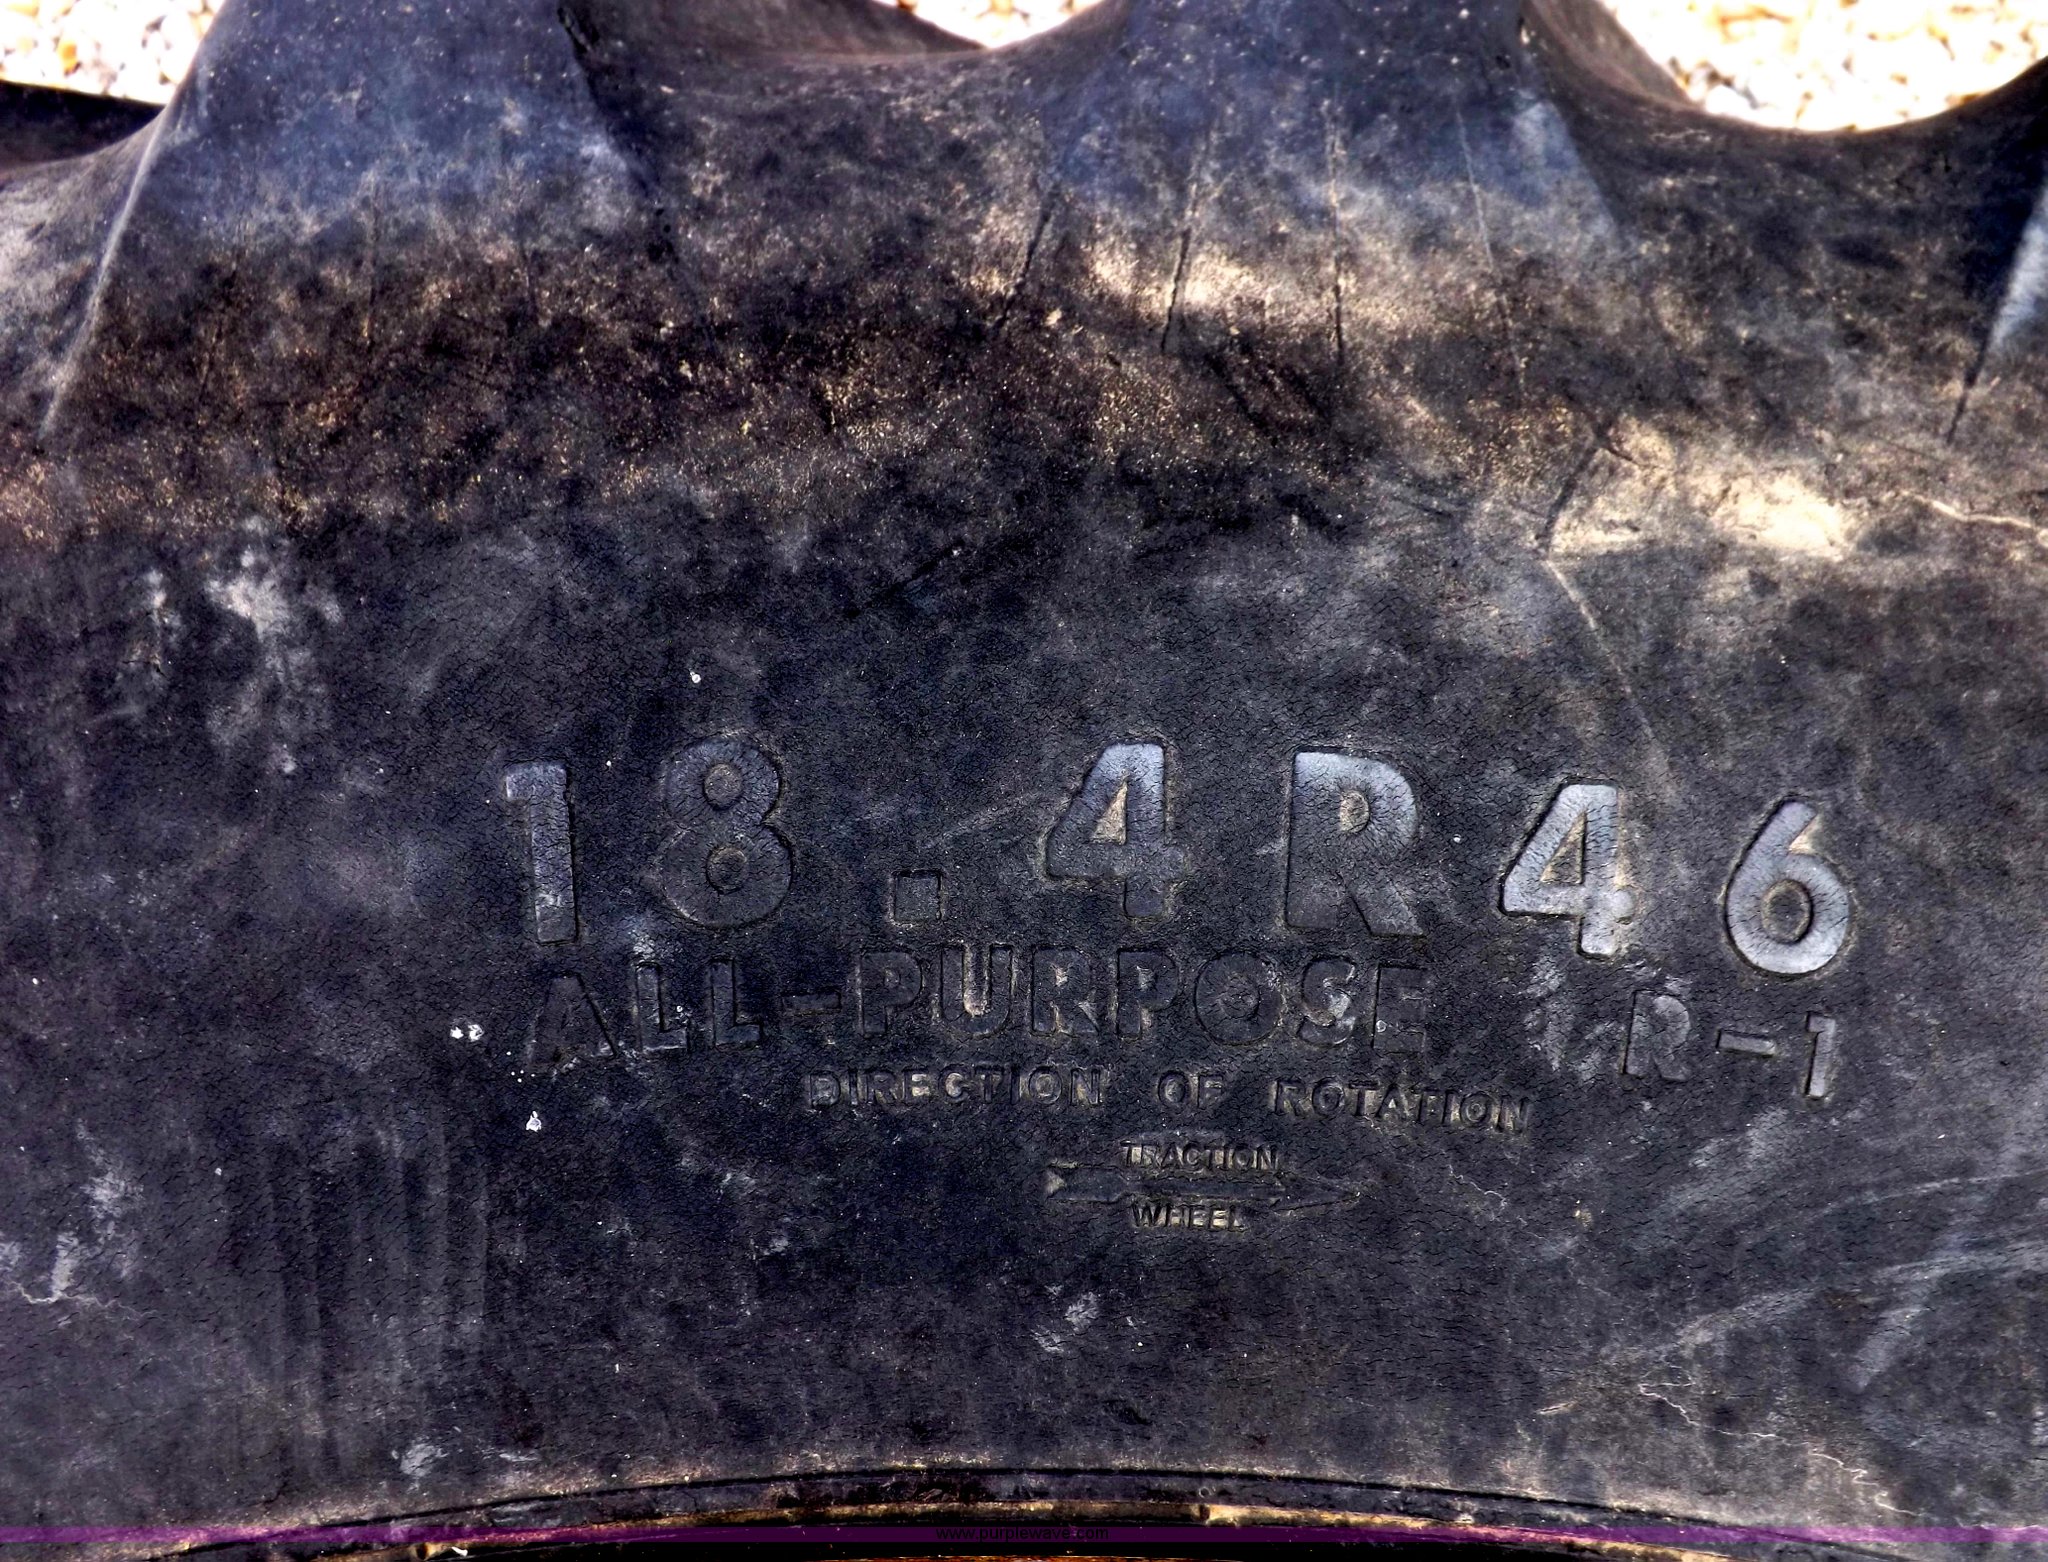 18.4R46
ALL-PURPOSE R-1
DIRECTION OF ROTATION
TRACTION
WHEEL
www.purplewave.com